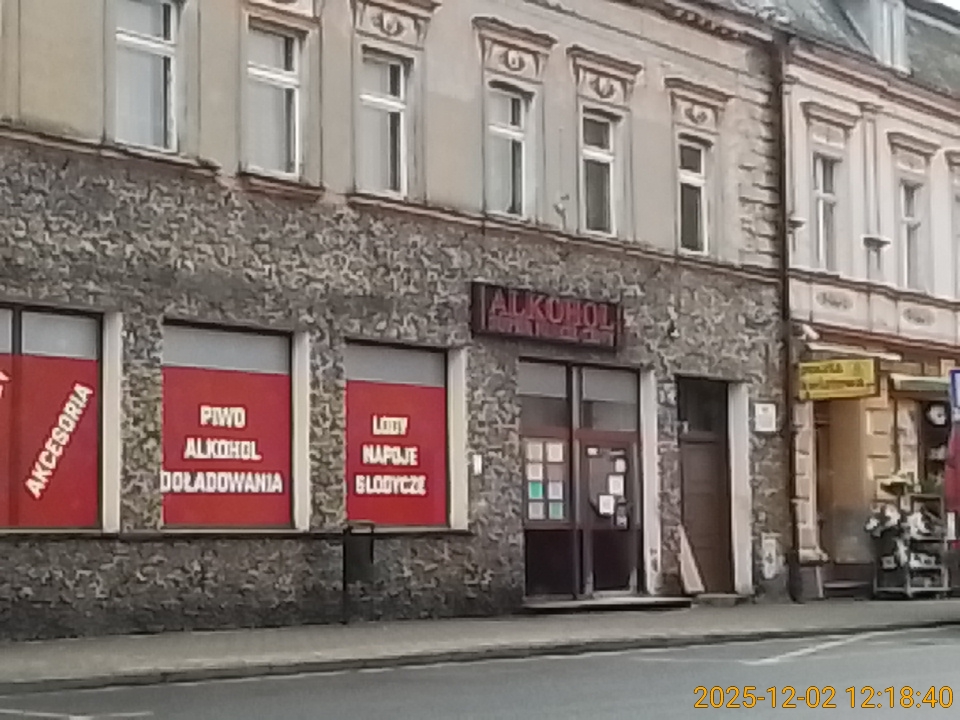 ALKOHOL
AKCESORIA
PIWO
ALKOHOL
DOŁADOWANIA
LODY
NAPOJE
SŁODYCZE
2025-12-02 12:18:40